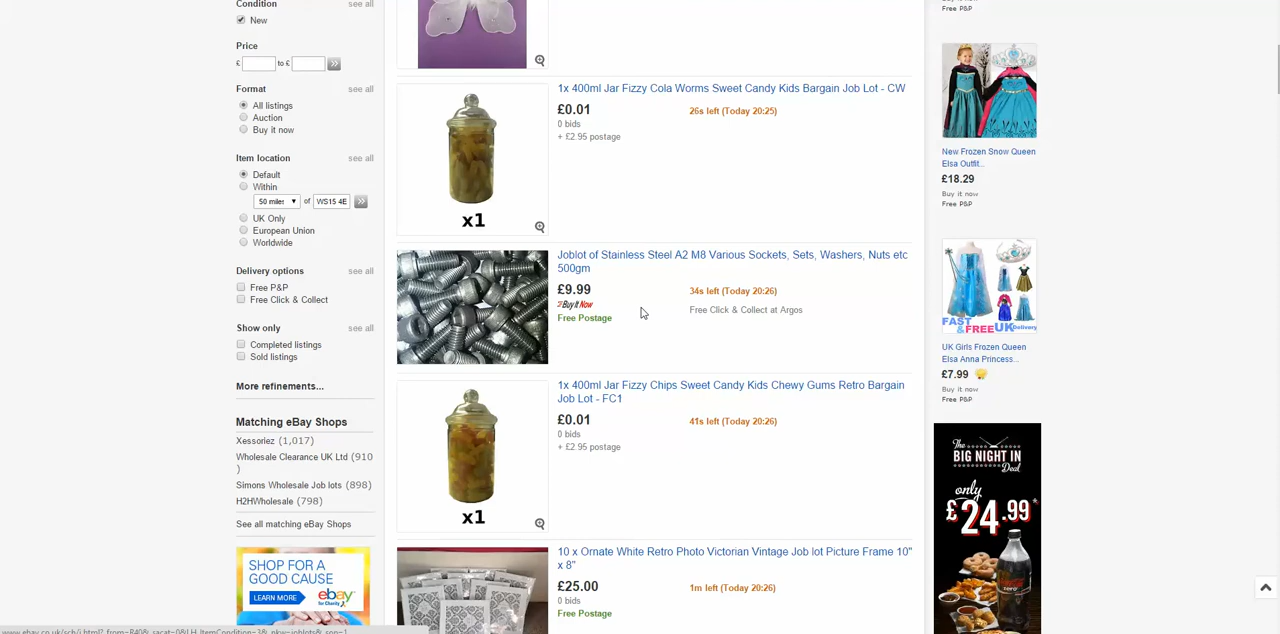 Condition
see all
New
Price
£ to £
Format
see all
All listings
Auction
Buy it now
Item location
see all
Default
Within
50 miles of WS15 4E
UK Only
European Union
Worldwide
Delivery options
see all
Free P&P
Free Click & Collect
Show only
see all
Completed listings
Sold listings
More refinements...
Matching eBay Shops
Xessoriez (1,017)
Wholesale Clearance UK Ltd (910
)
Simons Wholesale Job lots (898)
H2HWholesale (798)
See all matching eBay Shops
SHOP FOR A
GOOD CAUSE
LEARN MORE
ebay
for Charity
1x 400ml Jar Fizzy Cola Worms Sweet Candy Kids Bargain Job Lot - CW
£0.01
26s left (Today 20:25)
0 bids
+ £2.95 postage
x1
Joblot of Stainless Steel A2 M8 Various Sockets, Sets, Washers, Nuts etc
500gm
£9.99
34s left (Today 20:26)
Buy It Now
Free Click & Collect at Argos
Free Postage
1x 400ml Jar Fizzy Chips Sweet Candy Kids Chewy Gums Retro Bargain
Job Lot - FC1
£0.01
41s left (Today 20:26)
0 bids
+ £2.95 postage
x1
10 x Ornate White Retro Photo Victorian Vintage Job lot Picture Frame 10"
x 8"
£25.00
1m left (Today 20:26)
0 bids
Free Postage
Free P&P
New Frozen Snow Queen
Elsa Outfit...
£18.29
Buy it now
Free P&P
FAST
&FREE UK Delivery
UK Girls Frozen Queen
Elsa Anna Princess...
£7.99
Buy it now
Free P&P
The
BIG NIGHT IN
Deal
only
£24.99*